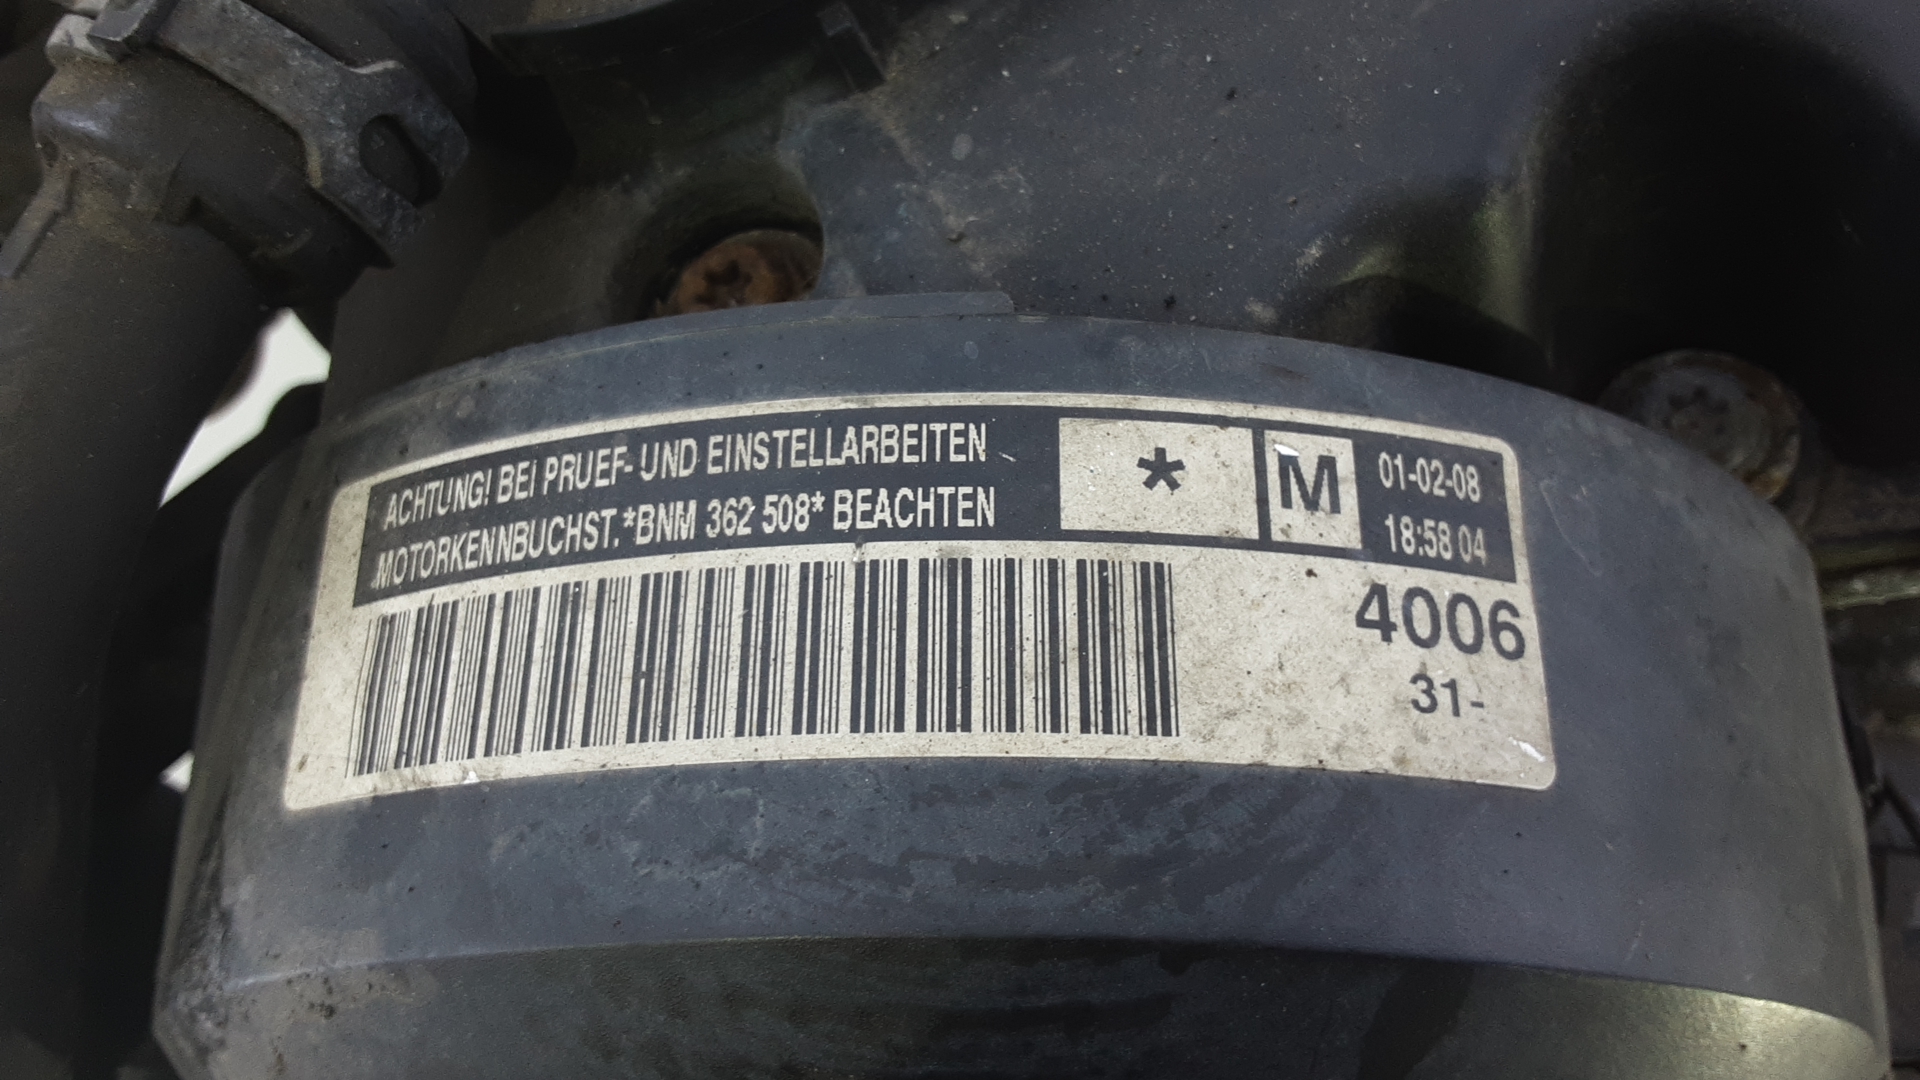 ACHTUNG! BEI PRUEF- UND EINSTELLARBEITEN
MOTORKENNBUCHST. *BNM 362 508* BEACHTEN
*
M
01-02-08
18:58 04
4006
31-